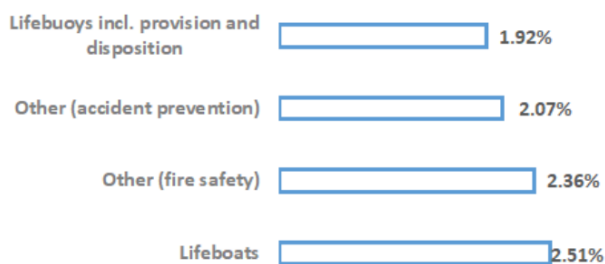 Lifebuoys incl. provision and
disposition
1.92%
Other (accident prevention)
2.07%
Other (fire safety)
2.36%
Lifeboats
2.51%